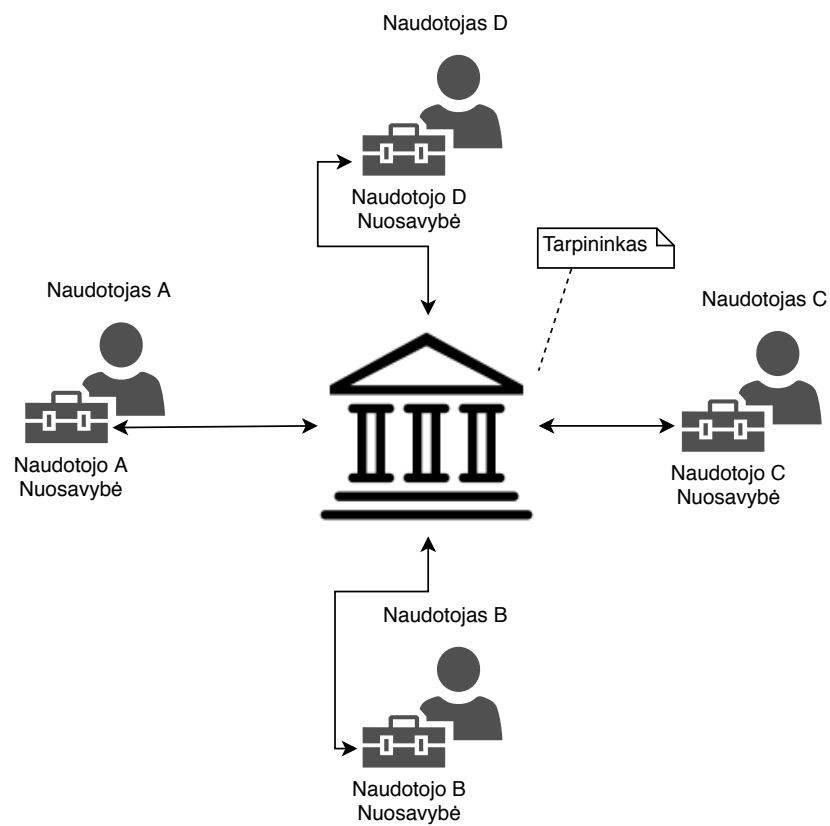 Naudotojas D
Naudotojo D
Nuosavybė
Tarpininkas
Naudotojas A
Naudotojas C
Naudotojo A
Nuosavybė
Naudotojo C
Nuosavybė
Naudotojas B
Naudotojo B
Nuosavybė